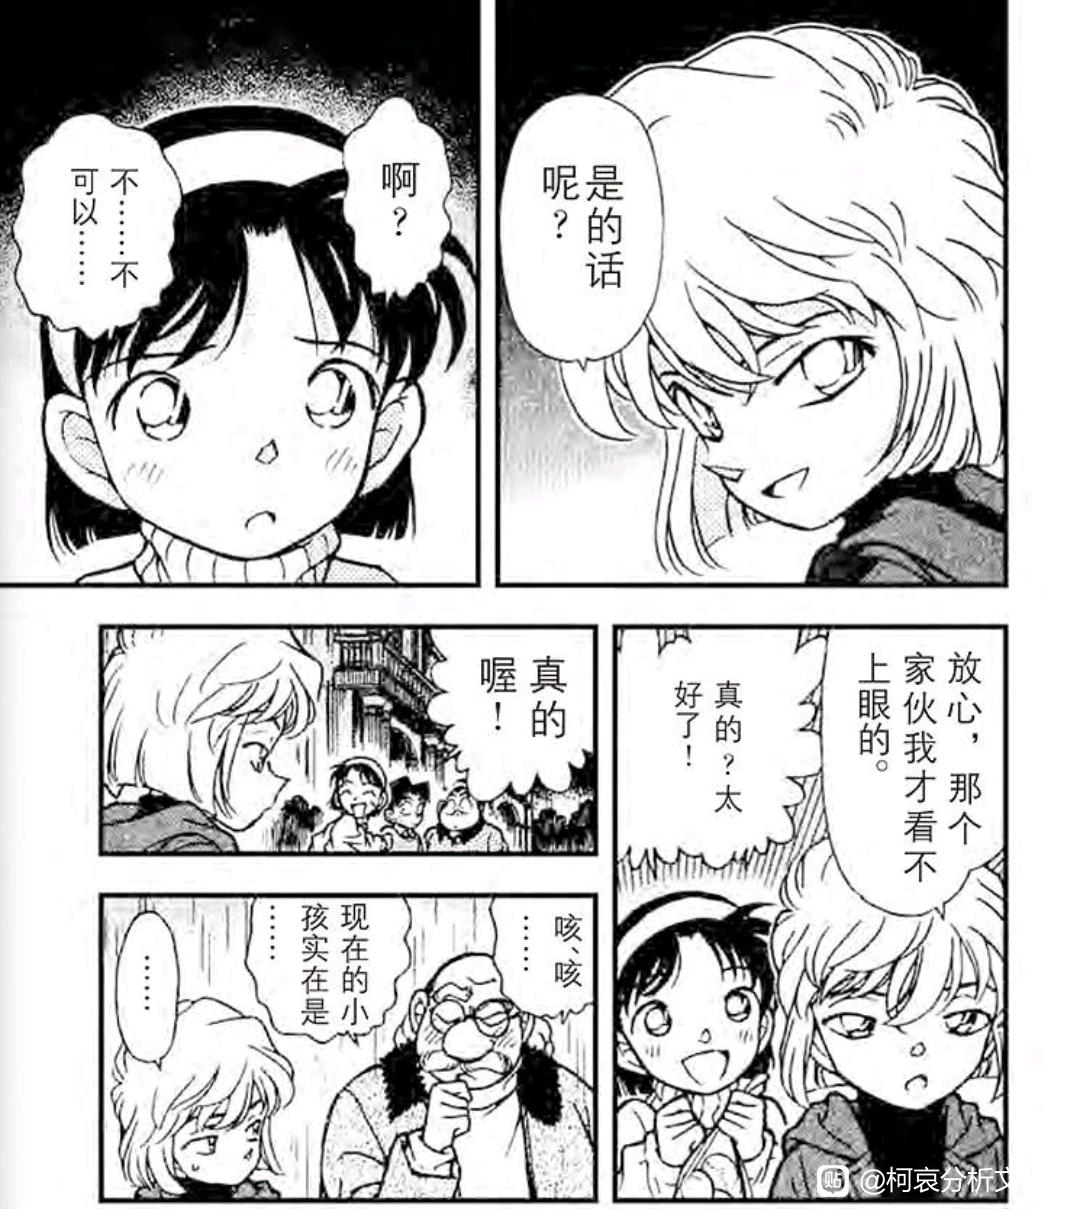 是的话
呢？
啊？
不……不
可以……
放心，那个
家伙我才看不
上眼的。
真的？太
好了！
真的
喔！
咳、咳
……
现在的小
孩实在是
……
……
贴 @柯哀分析文